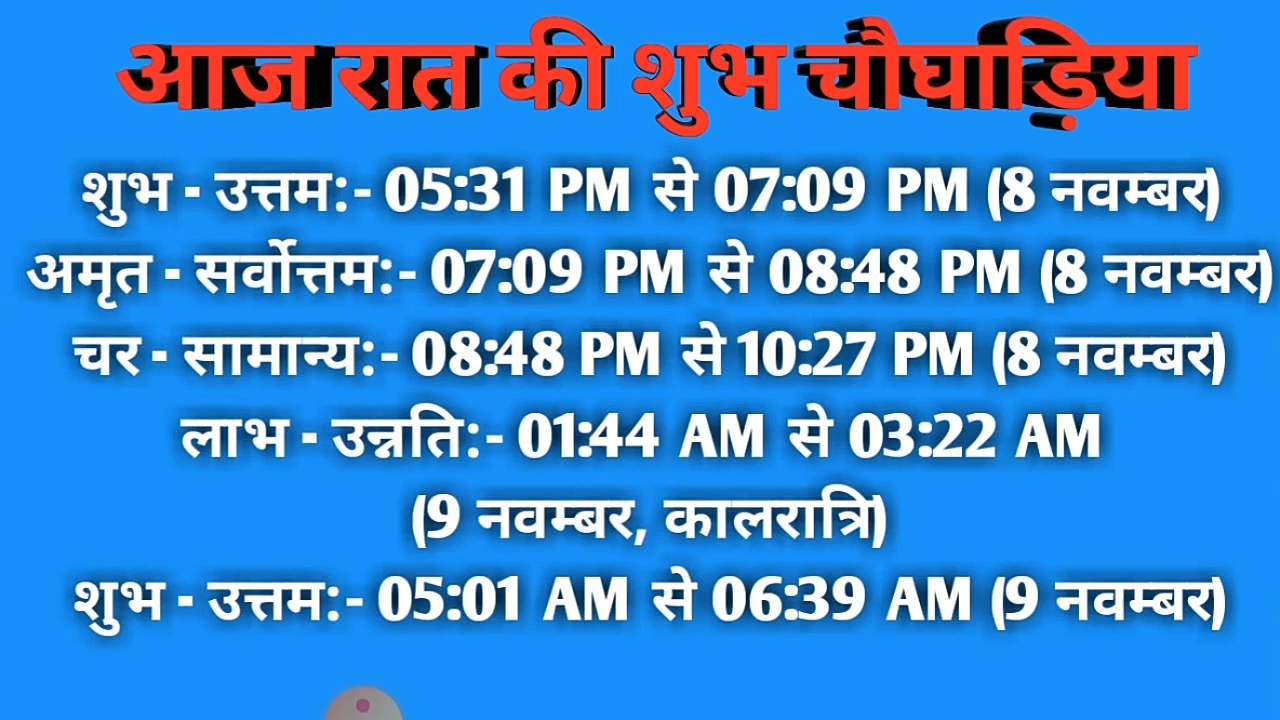 आज रात की शुभ चौघाड़िया
शुभ - उत्तम:- 05:31 PM से 07:09 PM (8 नवम्बर)
अमृत - सर्वोत्तम:- 07:09 PM से 08:48 PM (8 नवम्बर)
चर - सामान्य:- 08:48 PM से 10:27 PM (8 नवम्बर)
लाभ - उन्नति:- 01:44 AM से 03:22 AM
(9 नवम्बर, कालरात्रि)
शुभ - उत्तम:- 05:01 AM से 06:39 AM (9 नवम्बर)